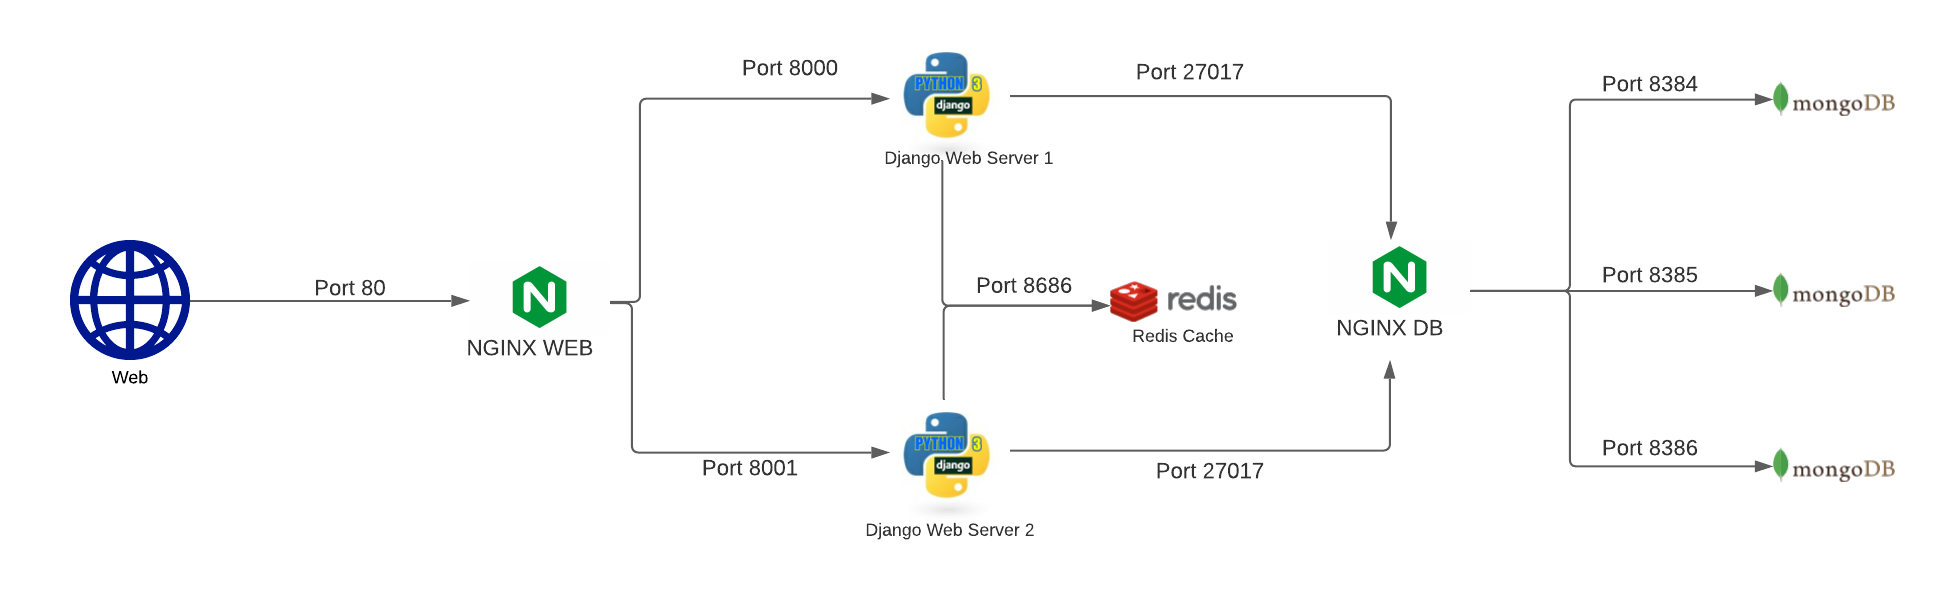 Port 8000
PYTHON 3
django
Django Web Server 1
Port 27017
Port 8384
mongoDB
Web
Port 80
N
NGINX WEB
Port 8686
redis
Redis Cache
N
NGINX DB
Port 8385
mongoDB
Port 8001
PYTHON 3
django
Django Web Server 2
Port 27017
Port 8386
mongoDB